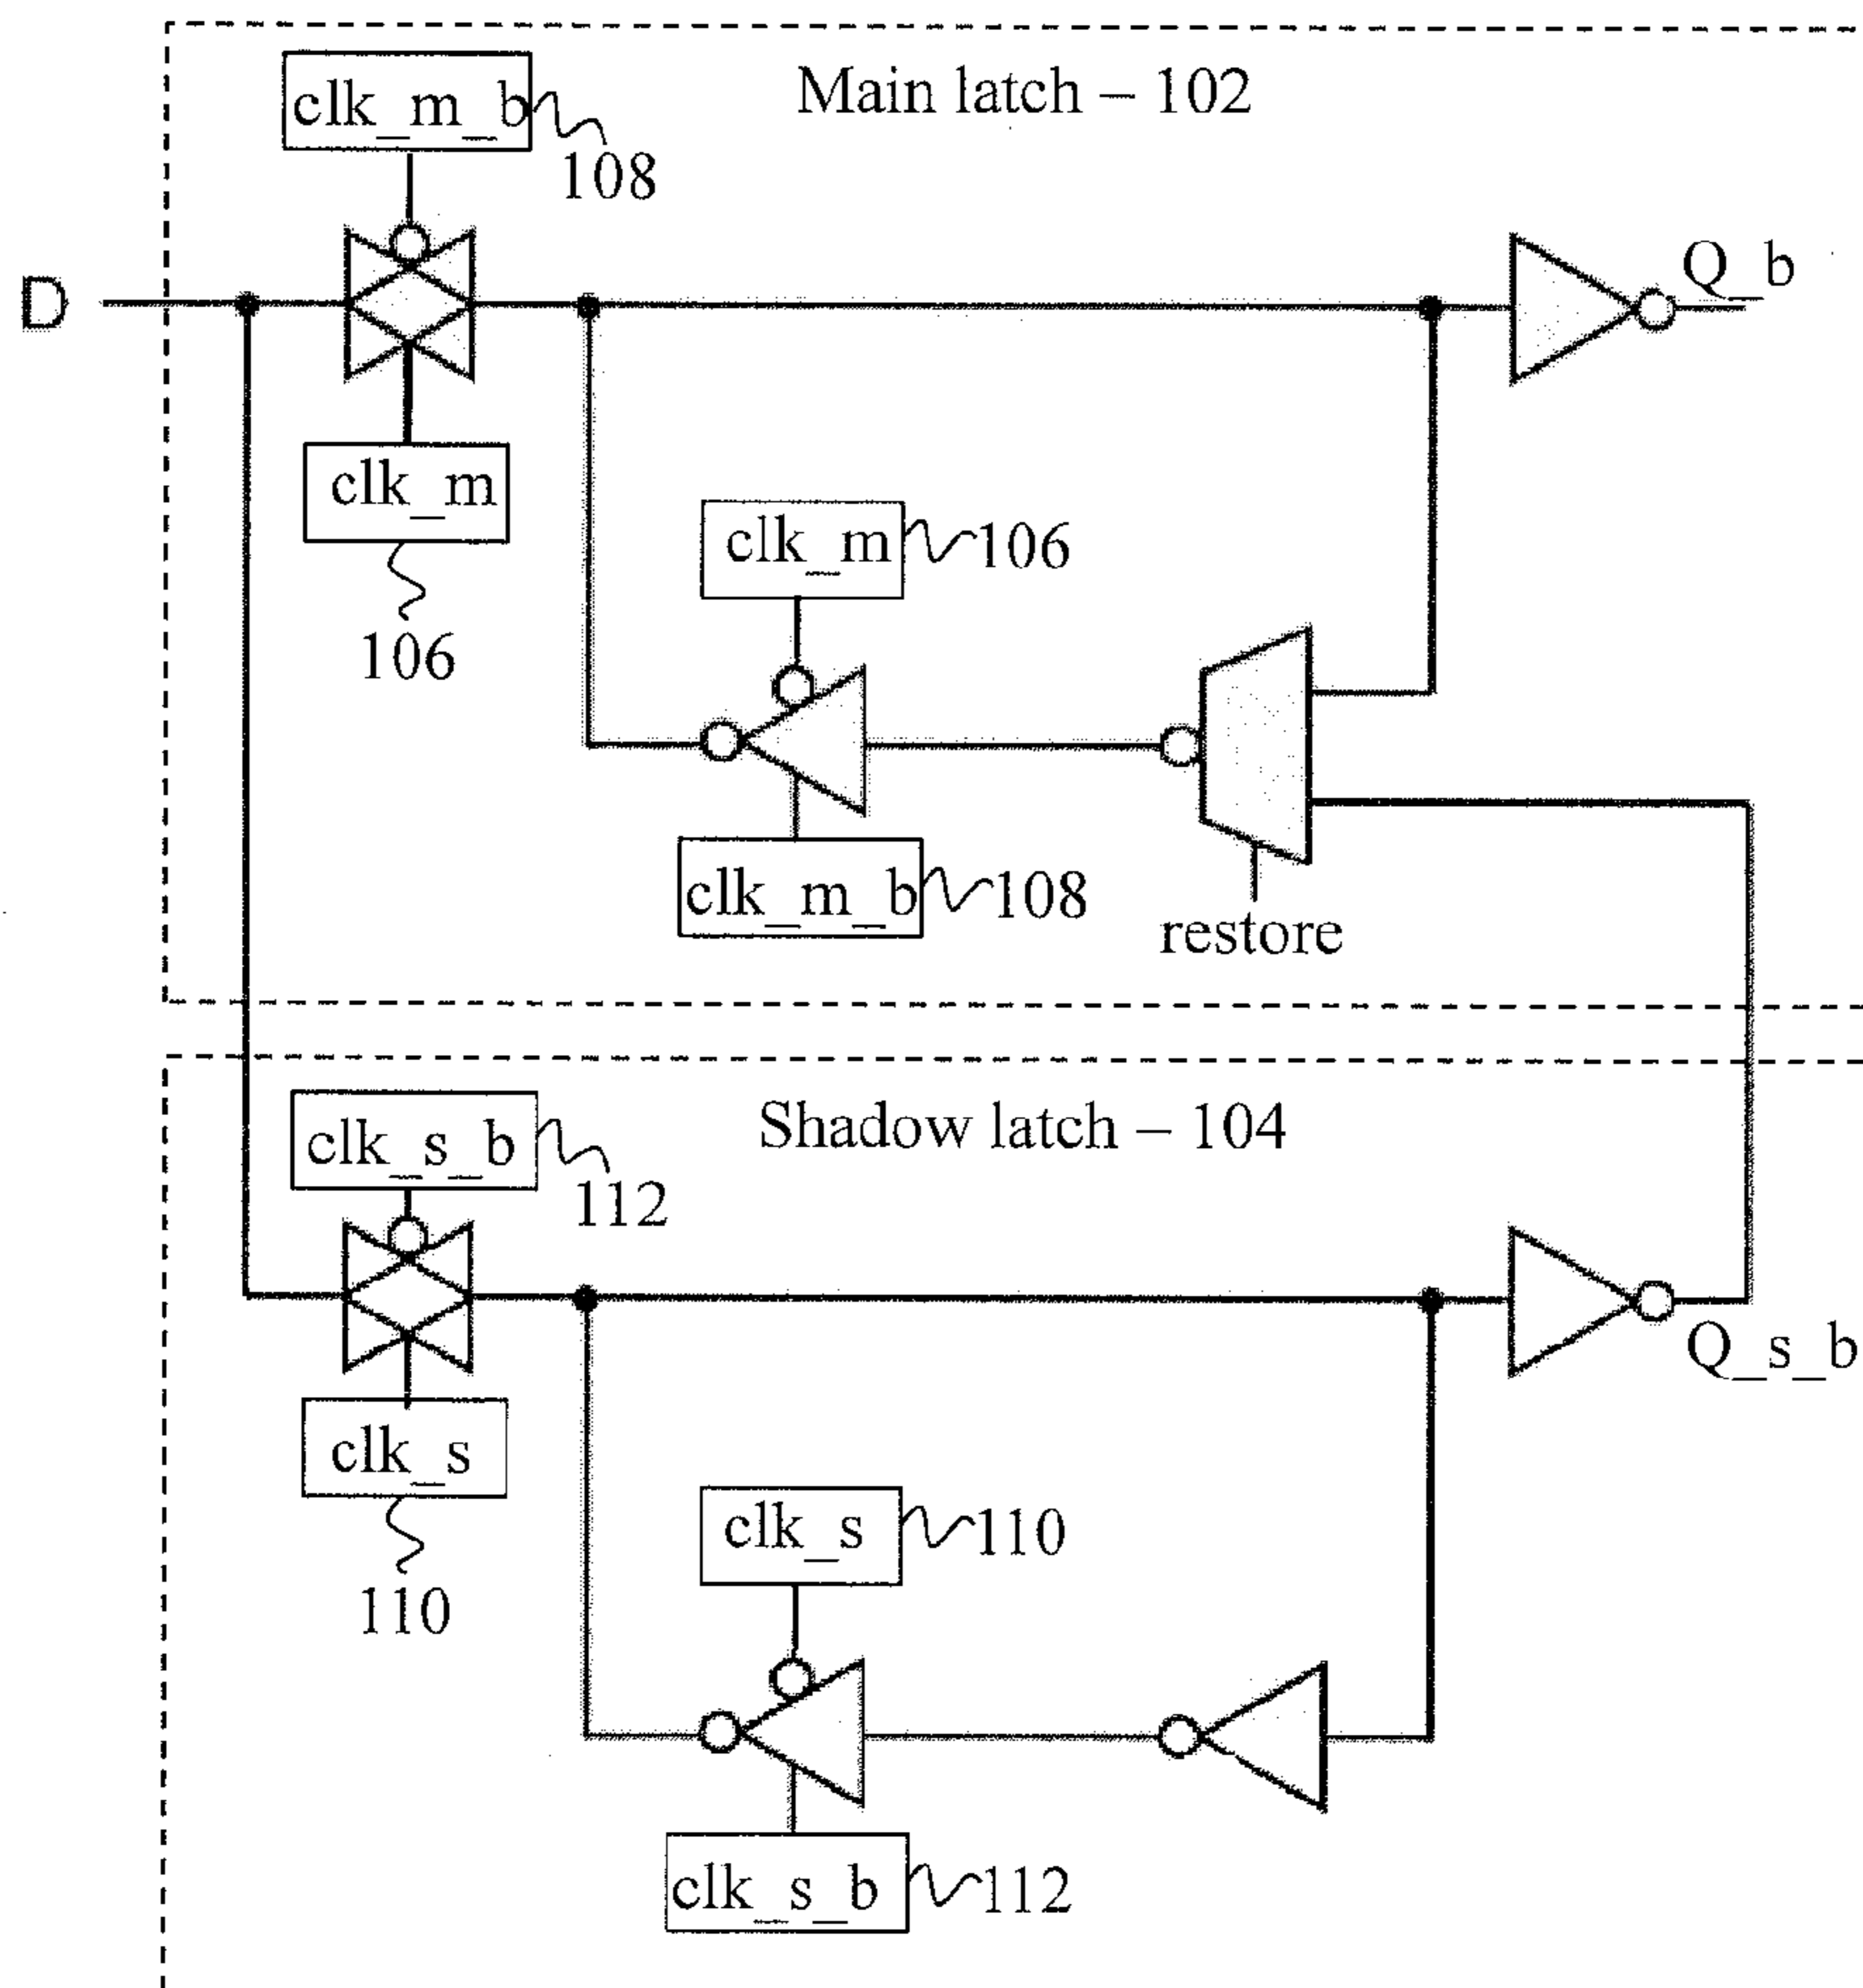 Main latch – 102
clk_m_b
108
Q_b
D
clk_m
106
clk_m
106
clk_m_b
108
restore
Shadow latch – 104
clk_s_b
112
Q_s_b
clk_s
110
clk_s
110
clk_s_b
112